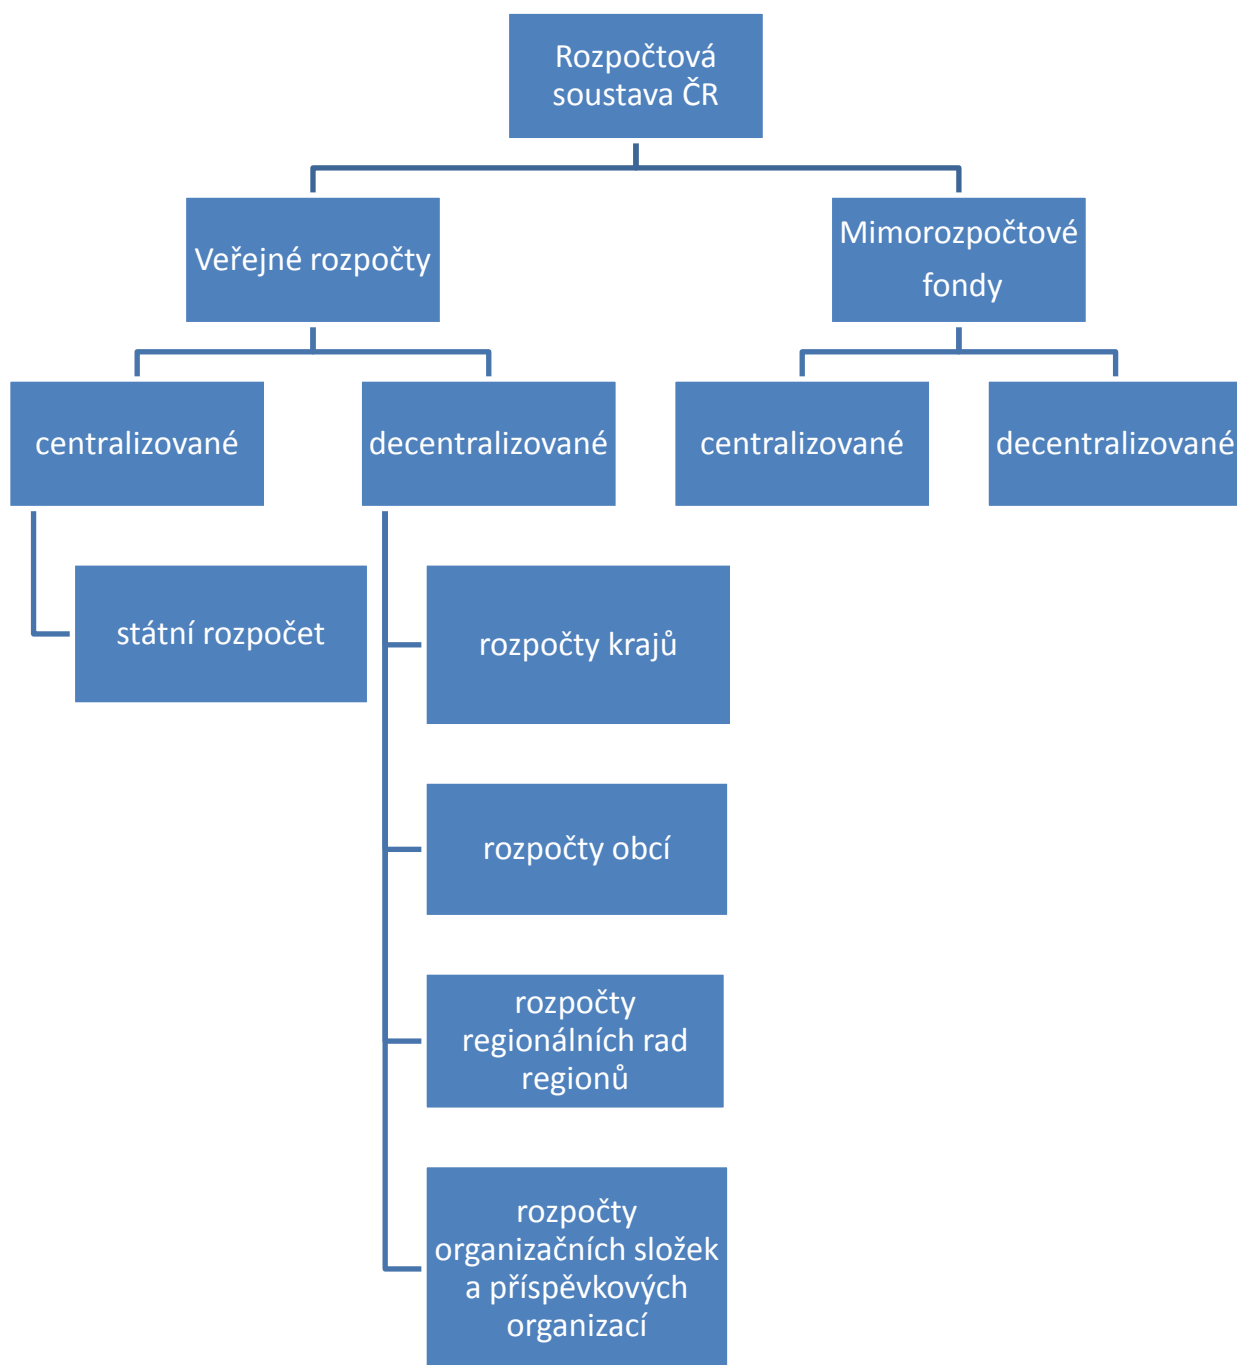 Rozpočtová
soustava ČR
Veřejné rozpočty
Mimorozpočtové
fondy
centralizované
decentralizované
centralizované
decentralizované
státní rozpočet
rozpočty krajů
rozpočty obcí
rozpočty
regionálních rad
regionů
rozpočty
organizačních složek
a příspěvkových
organizací